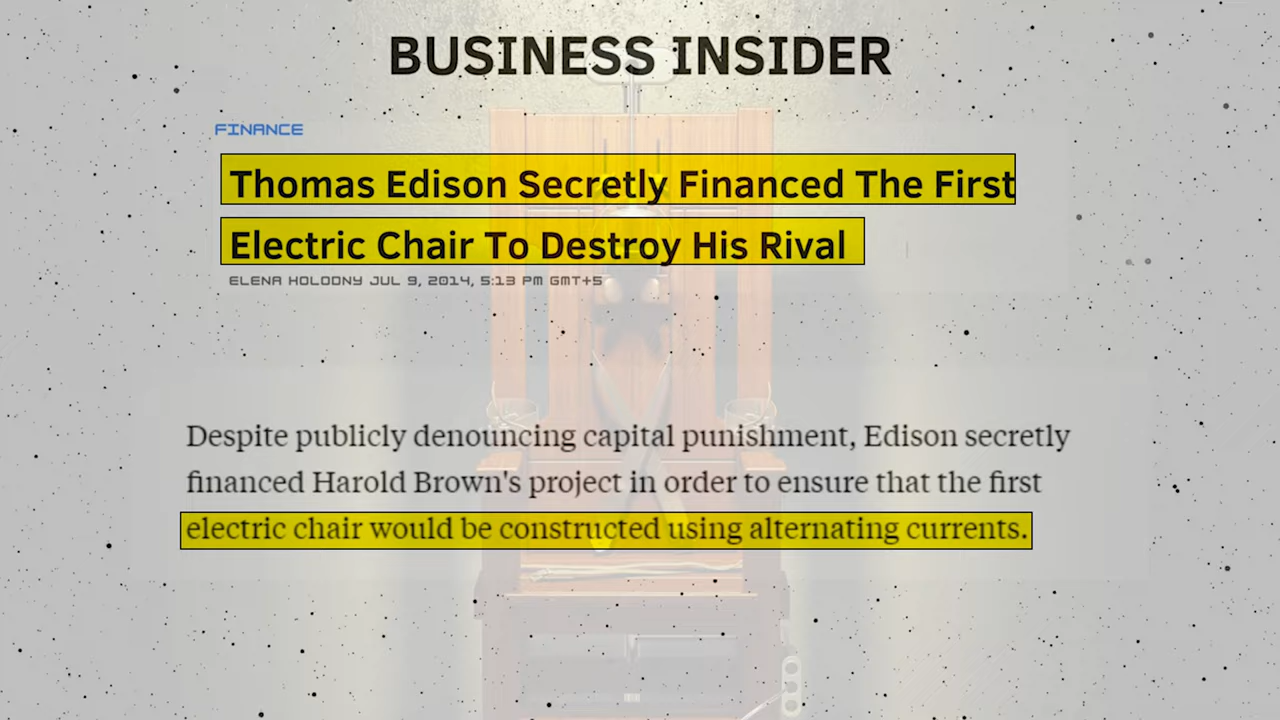 BUSINESS INSIDER
FINANCE
Thomas Edison Secretly Financed The First
Electric Chair To Destroy His Rival
ELENA HOLODNY JUL 9, 2014, 5:13 PM GMT+5
Despite publicly denouncing capital punishment, Edison secretly
financed Harold Brown's project in order to ensure that the first
electric chair would be constructed using alternating currents.